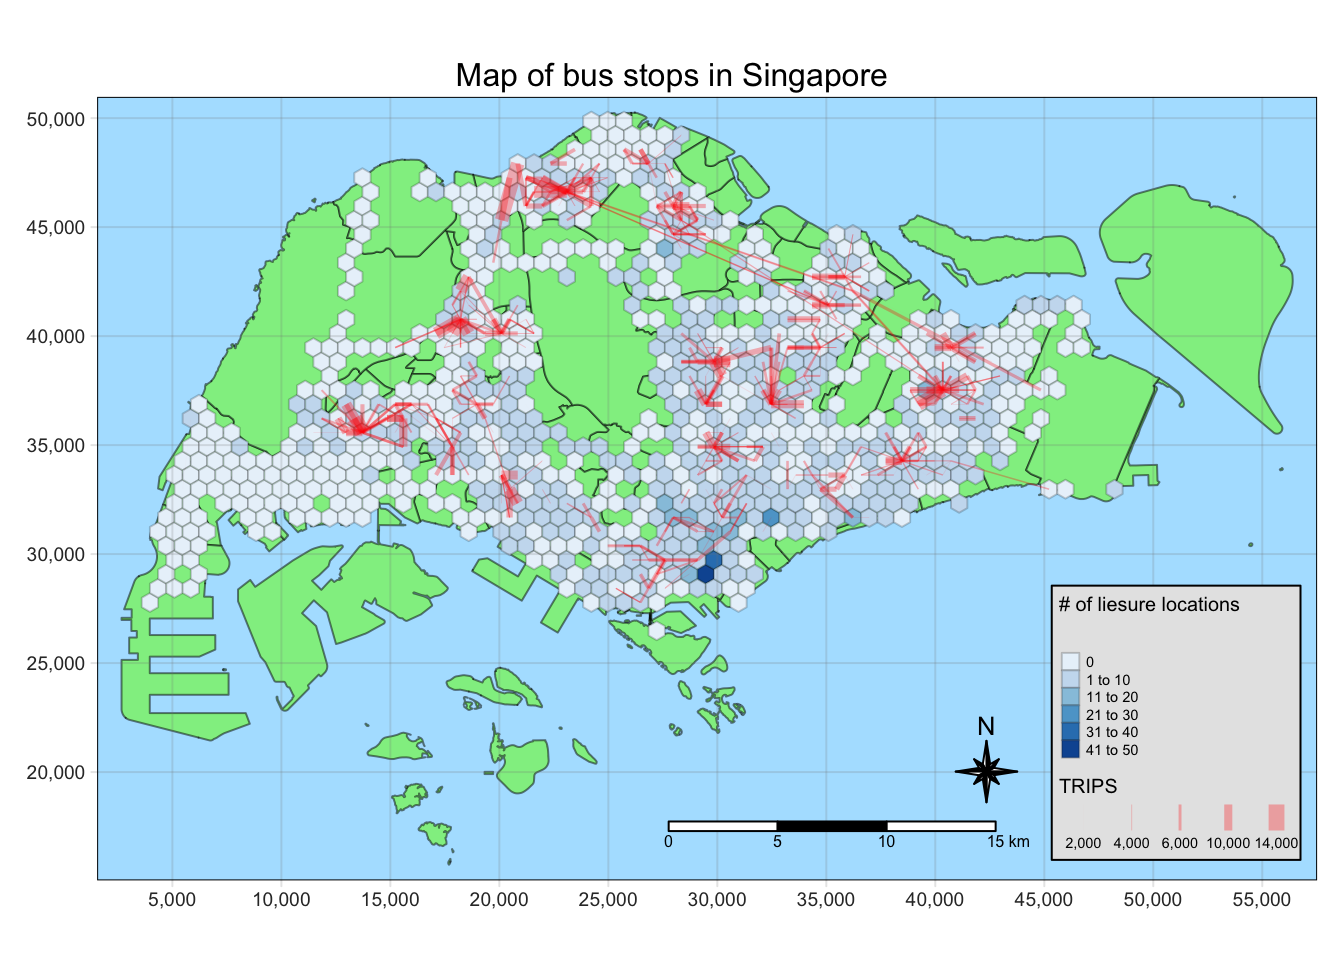 Map of bus stops in Singapore
50,000
45,000
40,000
35,000
30,000
25,000
20,000
# of liesure locations
0
1 to 10
11 to 20
21 to 30
31 to 40
41 to 50
N
TRIPS
2,000 4,000 6,000 10,000 14,000
0 5 10 15 km
5,000 10,000 15,000 20,000 25,000 30,000 35,000 40,000 45,000 50,000 55,000